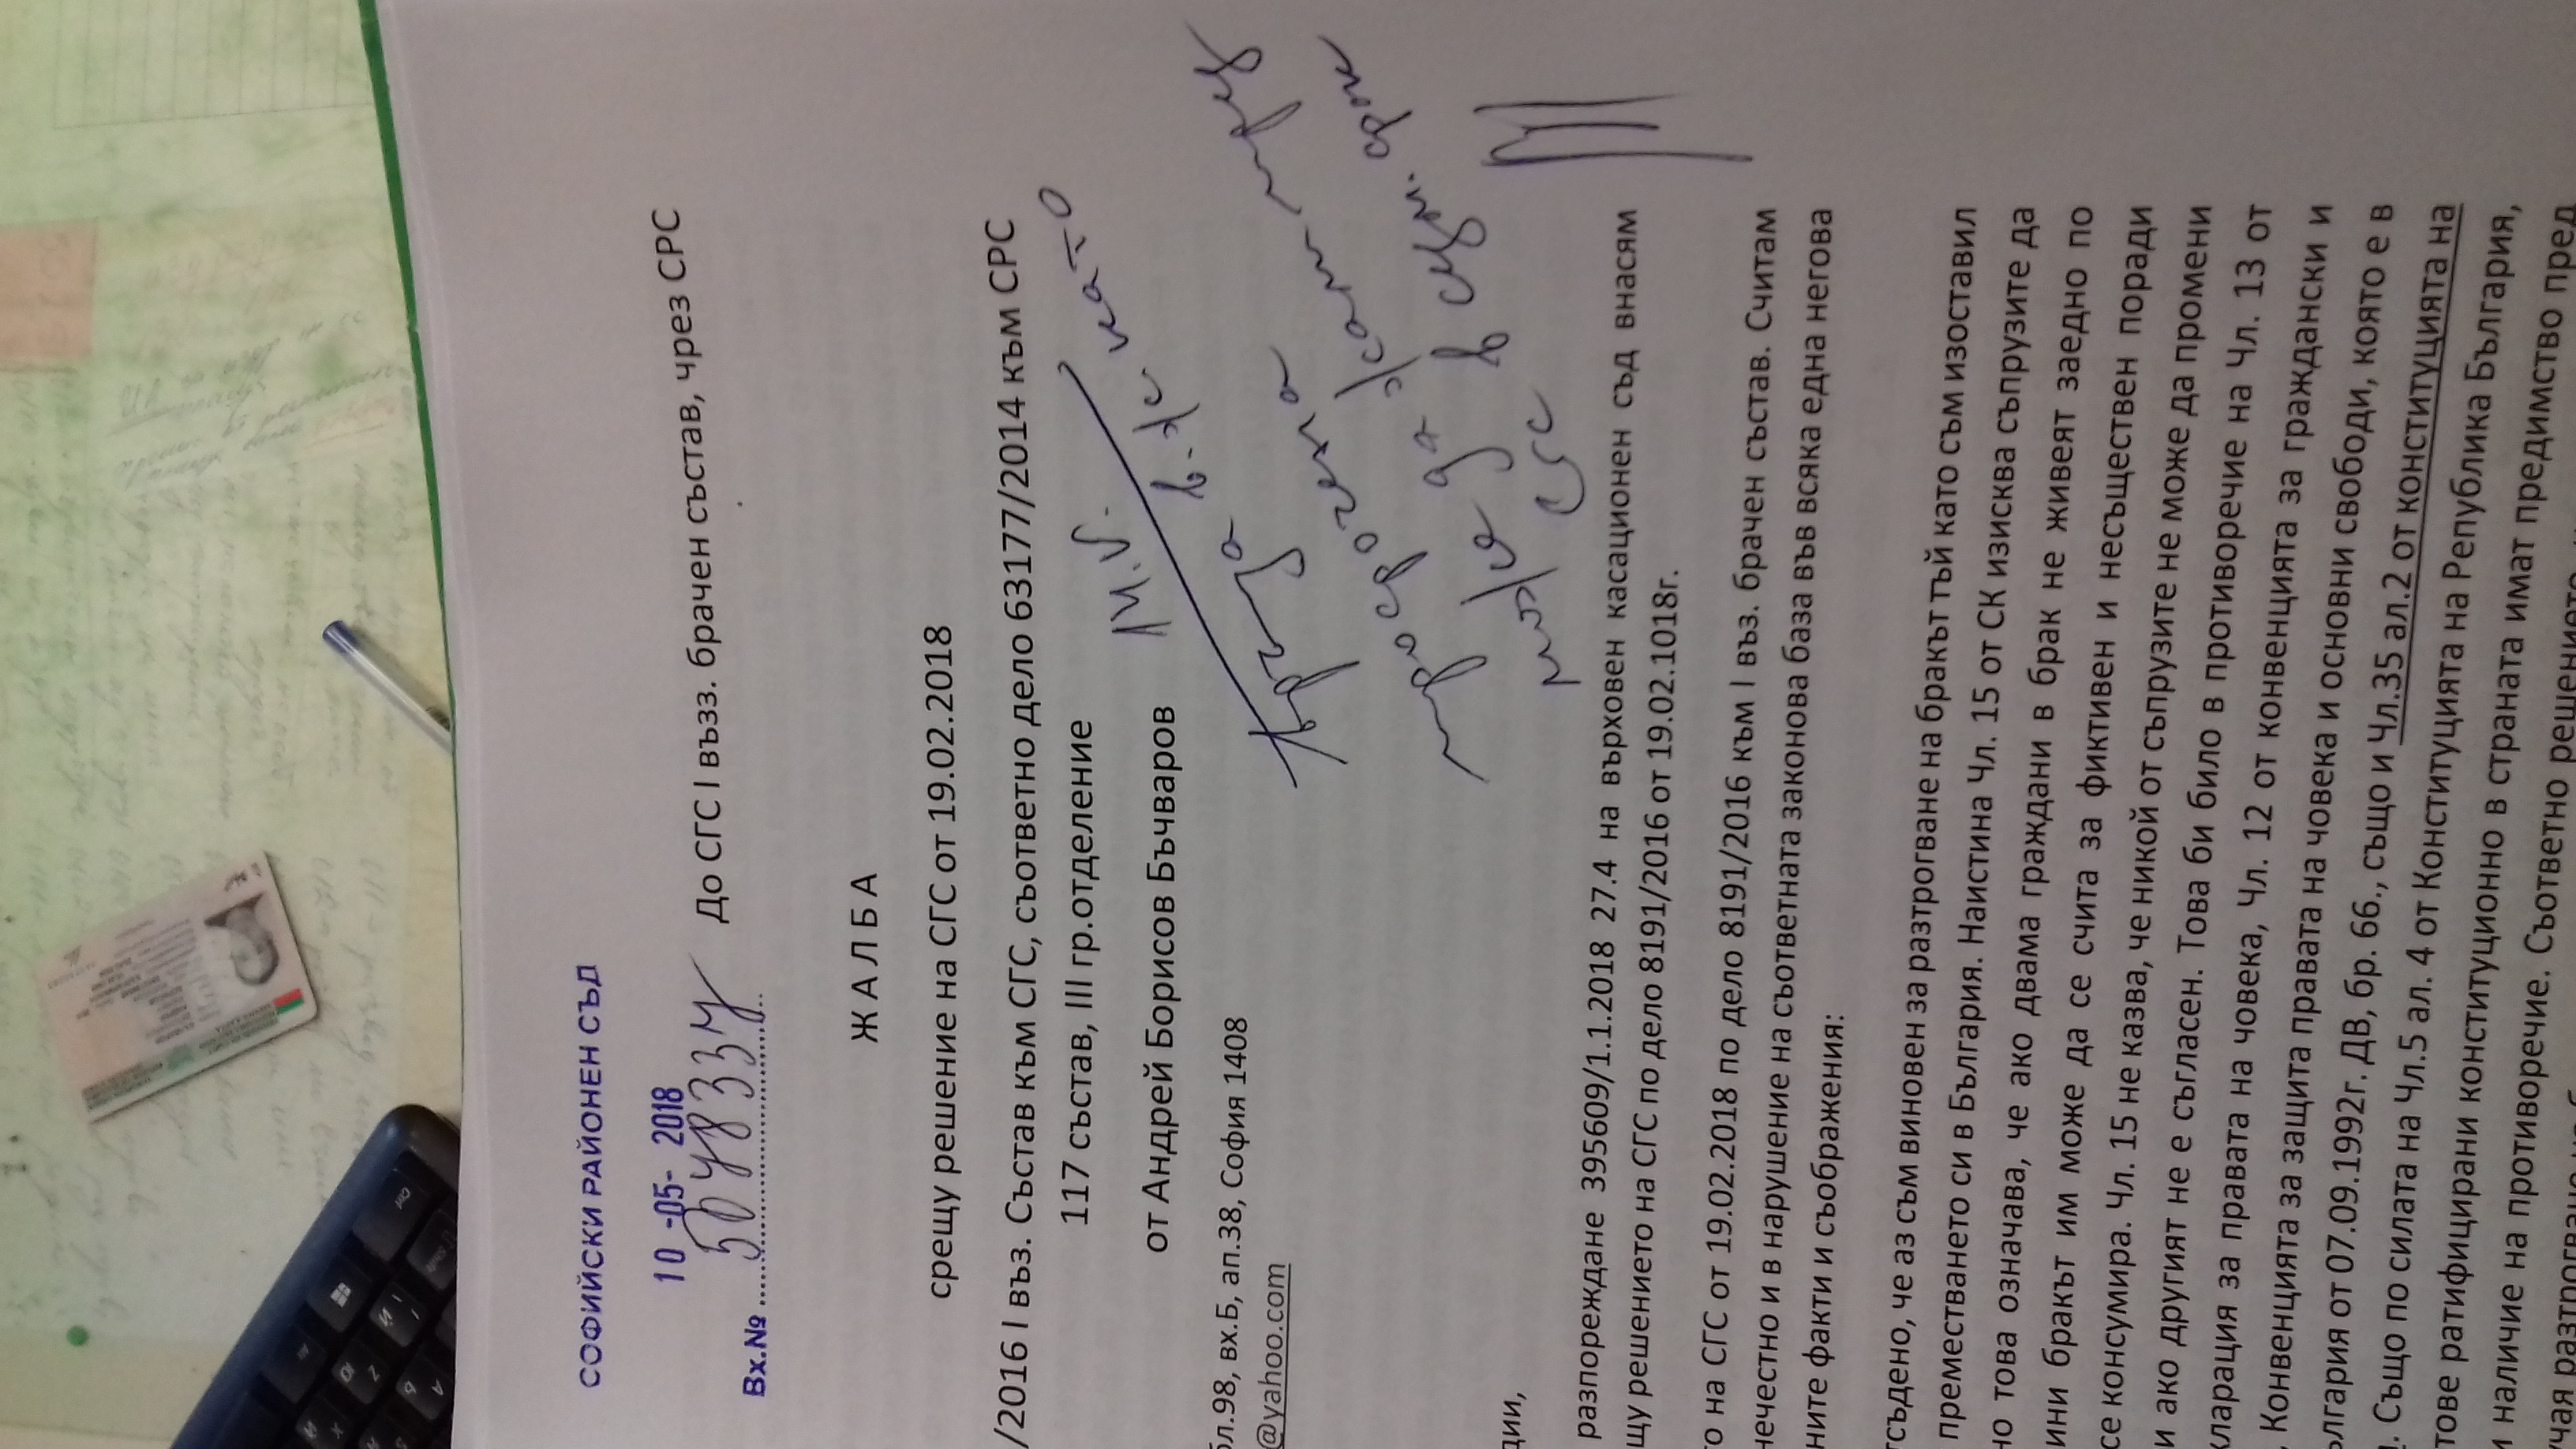 СОФИЙСКИ РАЙОНЕН СЪД
10 -05- 2018
Вх.№
До СГС I възз. брачен състав, чрез СРС
Ж А Л Б А
срещу решение на СГС от 19.02.2018
/2016 I въз. Състав към СГС, съответно дело 63177/2014 към СРС
117 състав, III гр.отделение
от Андрей Борисов Бъчваров
14.V.
връща в.ж. като
просрочена
може да жали през
СГС в седм. срок
бл.98, вх.Б, ап.38, София 1408
@yahoo.com
дии,
разпореждане 395609/1.1.2018 27.4 на върховен касационен съд внасям
щу решението на СГС по дело 8191/2016 от 19.02.1018г.
то на СГС от 19.02.2018 по дело 8191/2016 към I въз. брачен състав. Считам
нечестно и в нарушение на съответната законова база във всяка една негова
ните факти и съображения:
тсъдено, че аз съм виновен за разтрогване на бракът тъй като съм изоставил
преместването си в България. Наистина Чл. 15 от СК изисква съпрузите да
но това означава, че ако двама граждани в брак не живеят заедно по
ини бракът им може да се счита за фиктивен и несъществен поради
се консумира. Чл. 15 не казва, че никой от съпрузите не може да промени
и ако другият не е съгласен. Това би било в противоречие на Чл. 13 от
кларация за правата на човека, Чл. 12 от конвенцията за граждански и
, Конвенцията за защита правата на човека и основни свободи, която е в
ългария от 07.09.1992г. ДВ, бр. 66., също и Чл.35 ал.2 от конституцията на
. Също по силата на Чл.5 ал. 4 от Конституцията на Република България,
тове ратифицирани конституционно в страната имат предимство пред
и наличие на противоречие. Съответно решението
учая разтрогване на